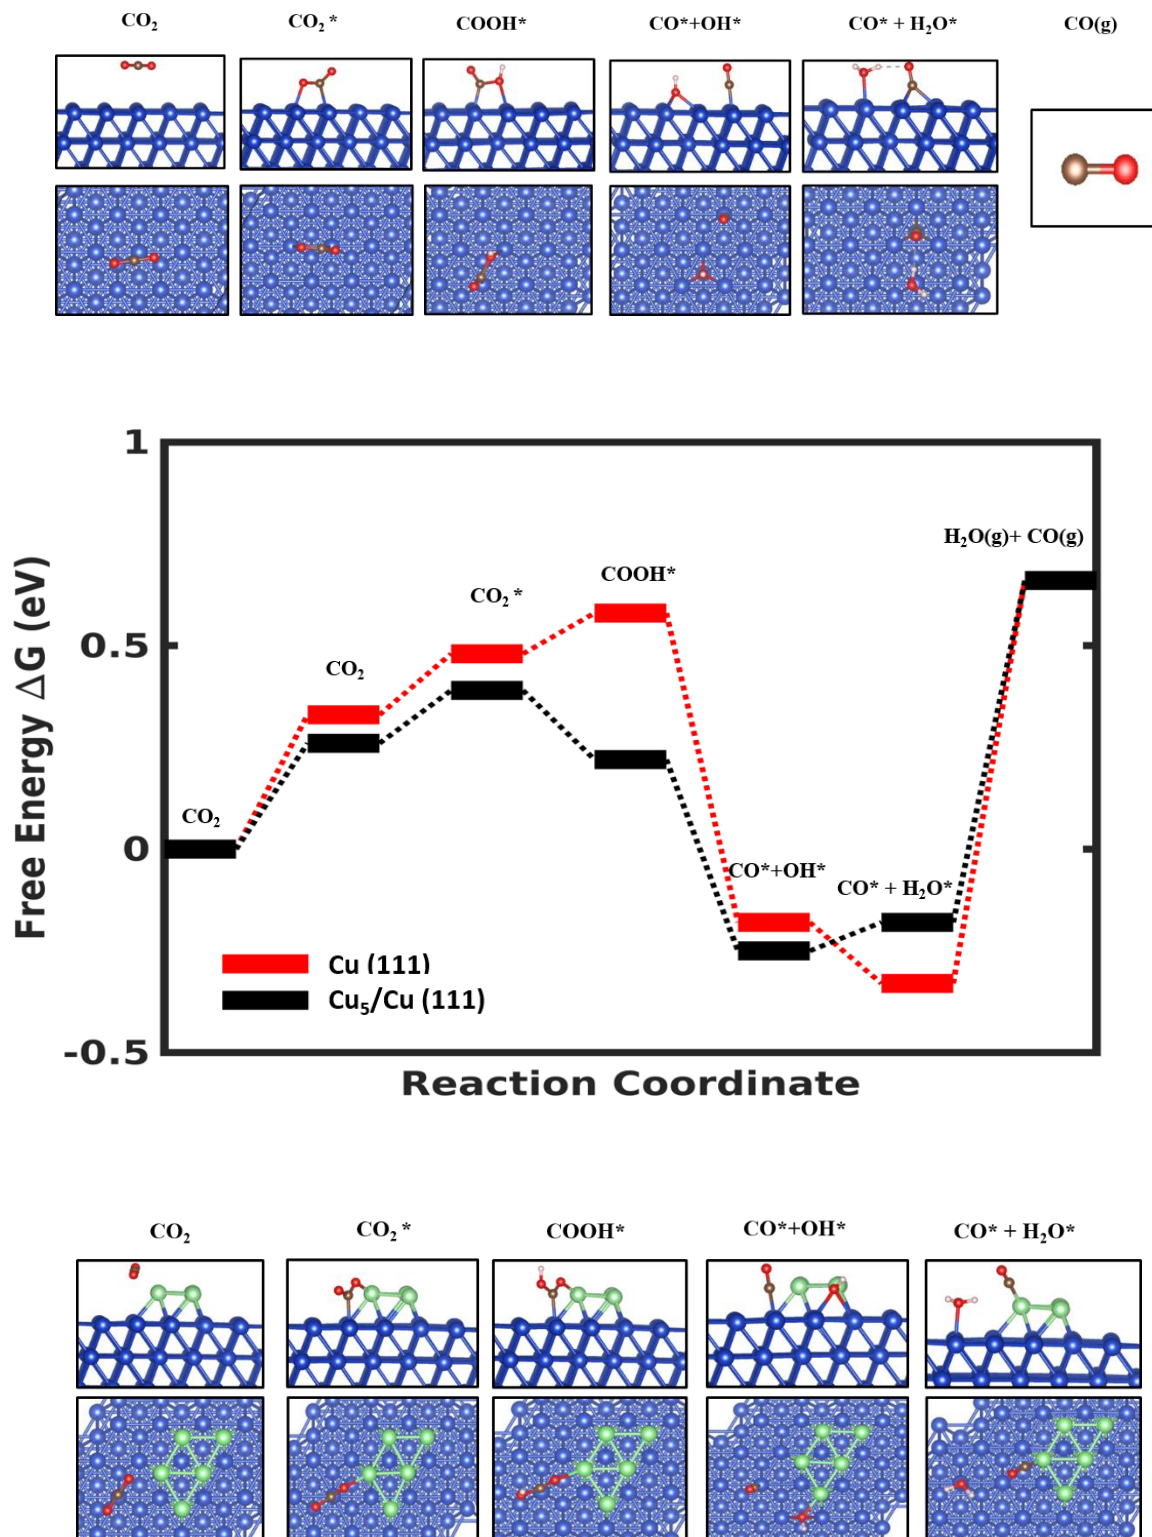 CO₂ CO₂ * COOH* CO*+OH* CO* + H₂O* CO(g)
1
H₂O(g)+ CO(g)
COOH*
CO₂ *
0.5
CO₂
CO₂
0
CO*+OH*
CO* + H₂O*
Cu (111)
Cu₅/Cu (111)
-0.5
Free Energy ΔG (eV)
Reaction Coordinate
CO₂ CO₂ * COOH* CO*+OH* CO* + H₂O*